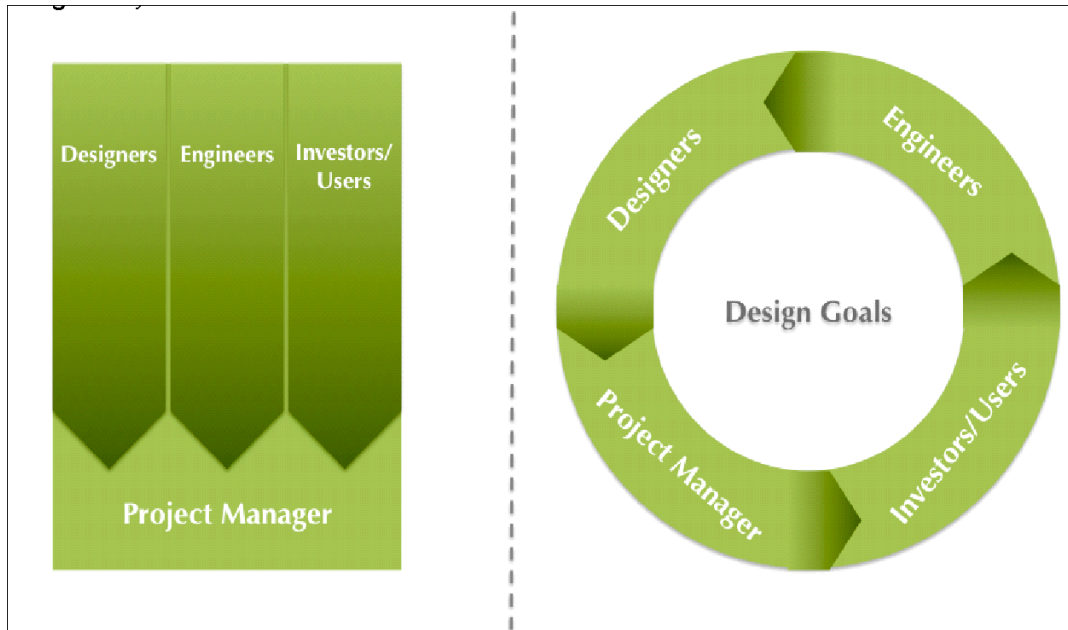 Designers
Engineers
Investors/
Users
Project Manager
Designers
Engineers
Design Goals
Project Manager
Investors/Users